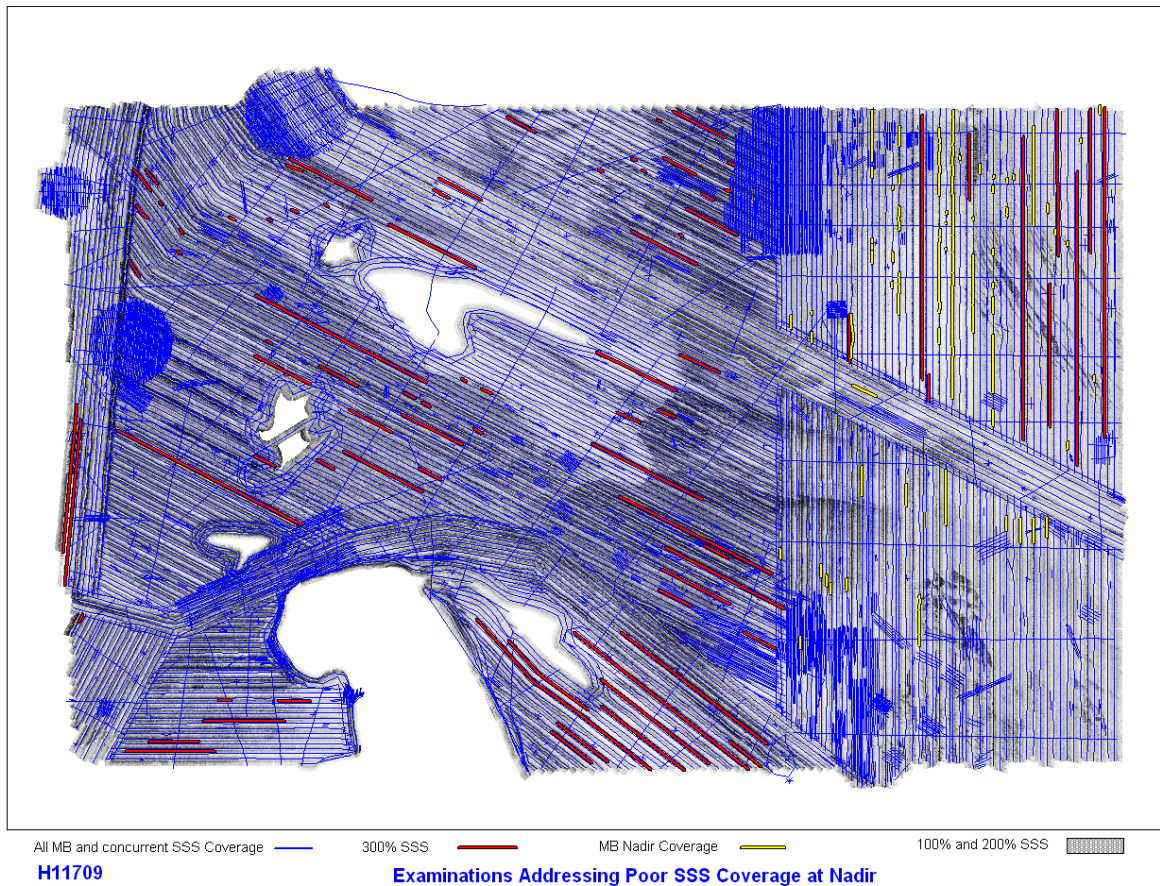 All MB and concurrent SSS Coverage 300% SSS MB Nadir Coverage 100% and 200% SSS
H11709 Examinations Addressing Poor SSS Coverage at Nadir